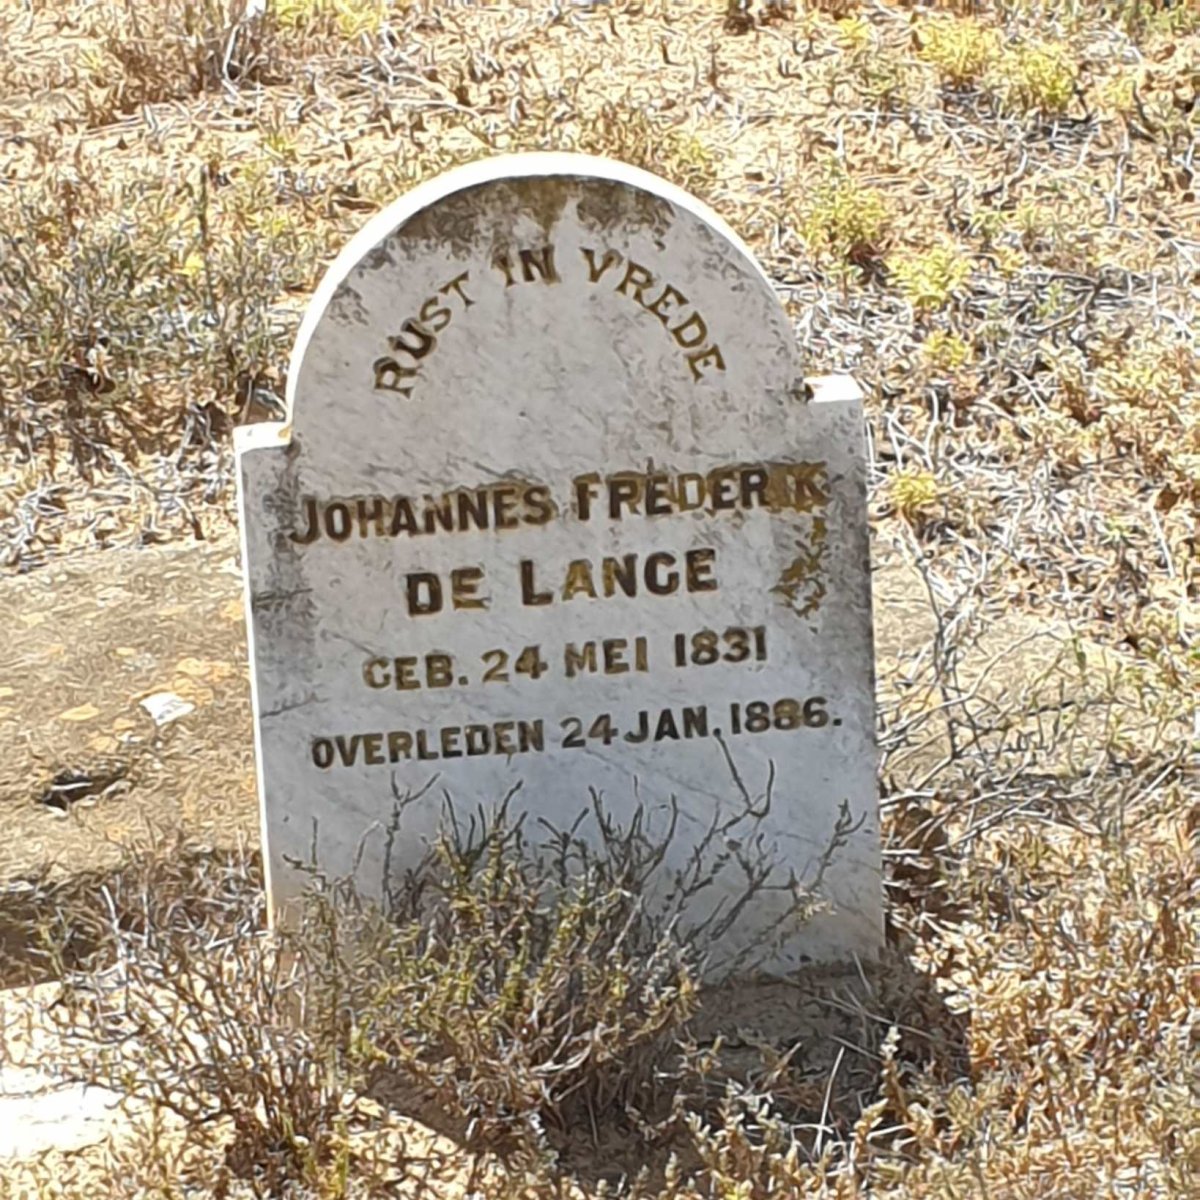 RUST IN VREDE
JOHANNES FREDERIK
DE LANGE
GEB. 24 MEI 1831
OVERLEDEN 24 JAN. 1886.